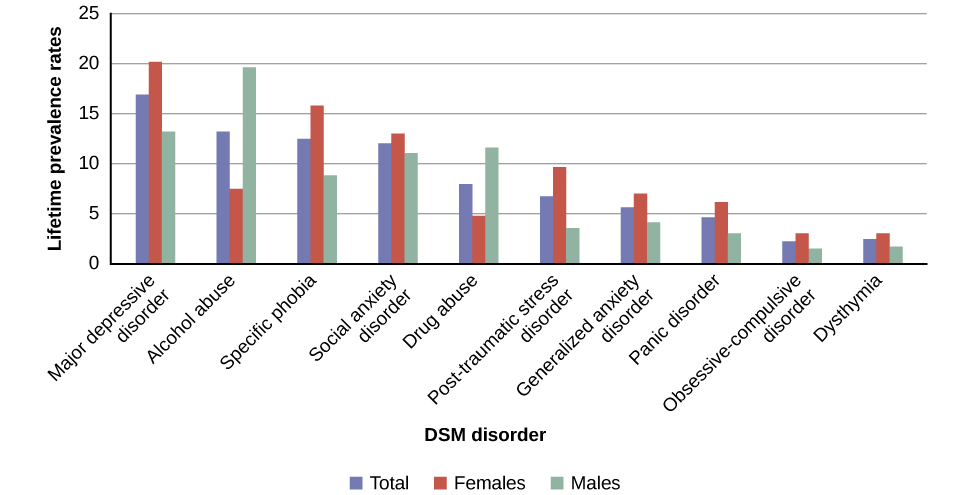 Lifetime prevalence rates
25
20
15
10
5
0
Major depressive
disorder
Alcohol abuse
Specific phobia
Social anxiety
disorder
Drug abuse
Post-traumatic stress
disorder
Generalized anxiety
disorder
Panic disorder
Obsessive-compulsive
disorder
Dysthymia
DSM disorder
Total Females Males